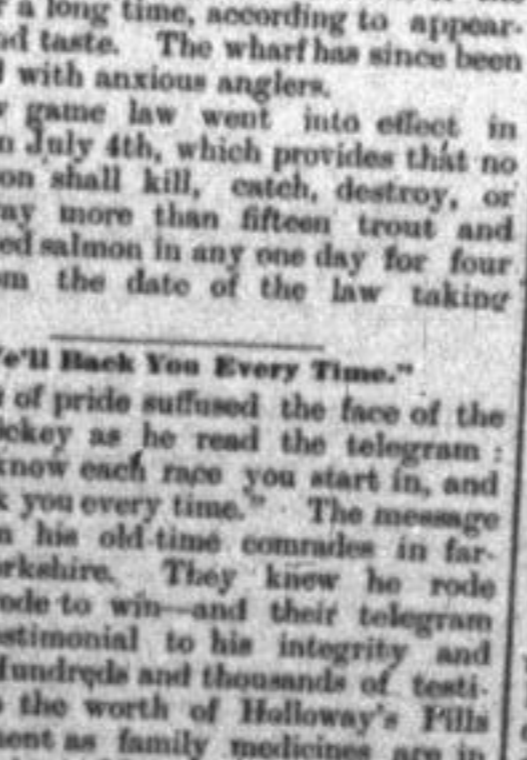 a long time, according to appear-
nd taste. The wharf has since been
with anxious anglers.
game law went into effect in
n July 4th, which provides that no
on shall kill, catch, destroy, or
ay more than fifteen trout and
ed salmon in any one day for four
om the date of the law taking
e'll Back You Every Time."
of pride suffused the face of the
ickey as he read the telegram :
know each race you start in, and
k you every time." The message
n his old-time comrades in far-
rkshire. They knew he rode
ode to win—and their telegram
estimonial to his integrity and
Hundreds and thousands of testi-
the worth of Holloway's Pills
ent as family medicines are in